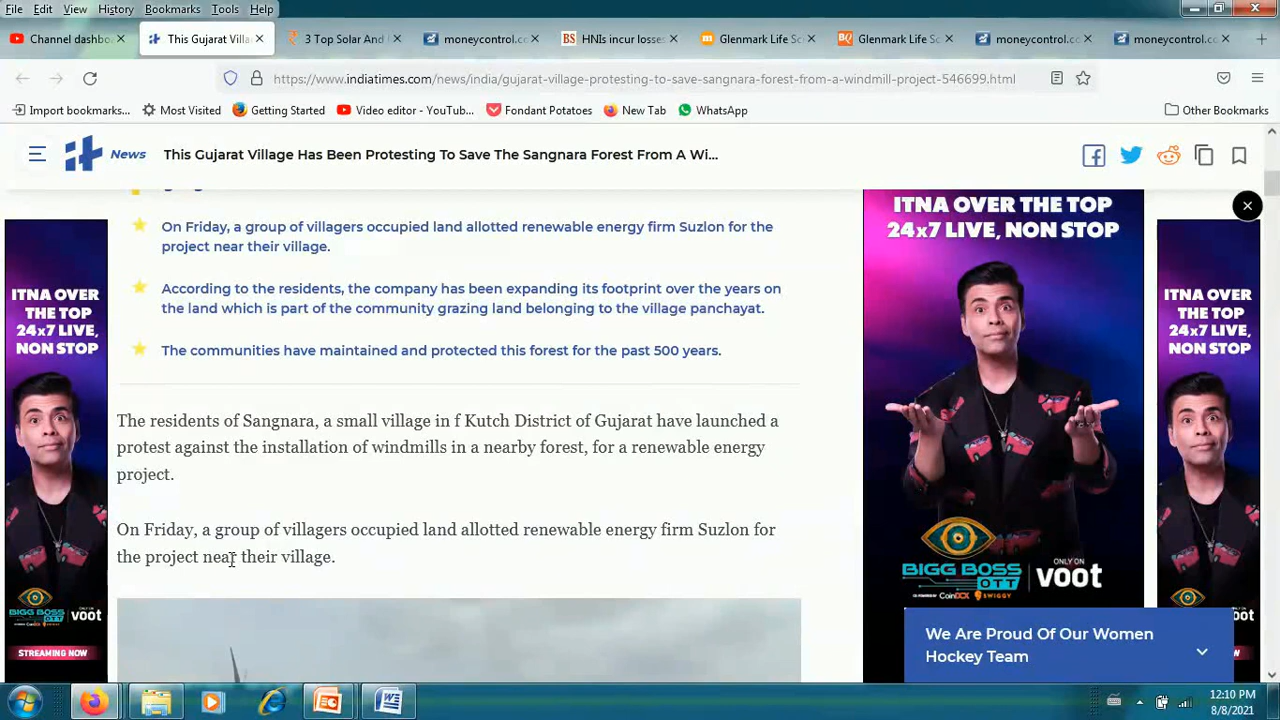 File Edit View History Bookmarks Tools Help
Channel dashbo
This Gujarat Villa
3 Top Solar And
moneycontrol.co
HNIs incur losse
Glenmark Life Sc
Glenmark Life Sc
moneycontrol.co
moneycontrol.co
https://www.indiatimes.com/news/india/gujarat-village-protesting-to-save-sangnara-forest-from-a-windmill-project-546699.html
Import bookmarks... Most Visited Getting Started Video editor - YouTub... Fondant Potatoes New Tab WhatsApp Other Bookmarks
News This Gujarat Village Has Been Protesting To Save The Sangnara Forest From A Wi...
On Friday, a group of villagers occupied land allotted renewable energy firm Suzlon for the
project near their village.
According to the residents, the company has been expanding its footprint over the years on
the land which is part of the community grazing land belonging to the village panchayat.
The communities have maintained and protected this forest for the past 500 years.
The residents of Sangnara, a small village in f Kutch District of Gujarat have launched a
protest against the installation of windmills in a nearby forest, for a renewable energy
project.
On Friday, a group of villagers occupied land allotted renewable energy firm Suzlon for
the project near their village.
ITNA OVER
THE TOP
24x7 LIVE,
NON STOP
BIGG BOSS
OTT
voot
STREAMING NOW
ITNA OVER THE TOP
24x7 LIVE, NON STOP
BIGG BOSS
OTT
ONLY ON
voot
CoinDCX SWIGGY
ITNA OVER
THE TOP
24x7 LIVE,
NON STOP
We Are Proud Of Our Women
Hockey Team
12:10 PM
8/8/2021